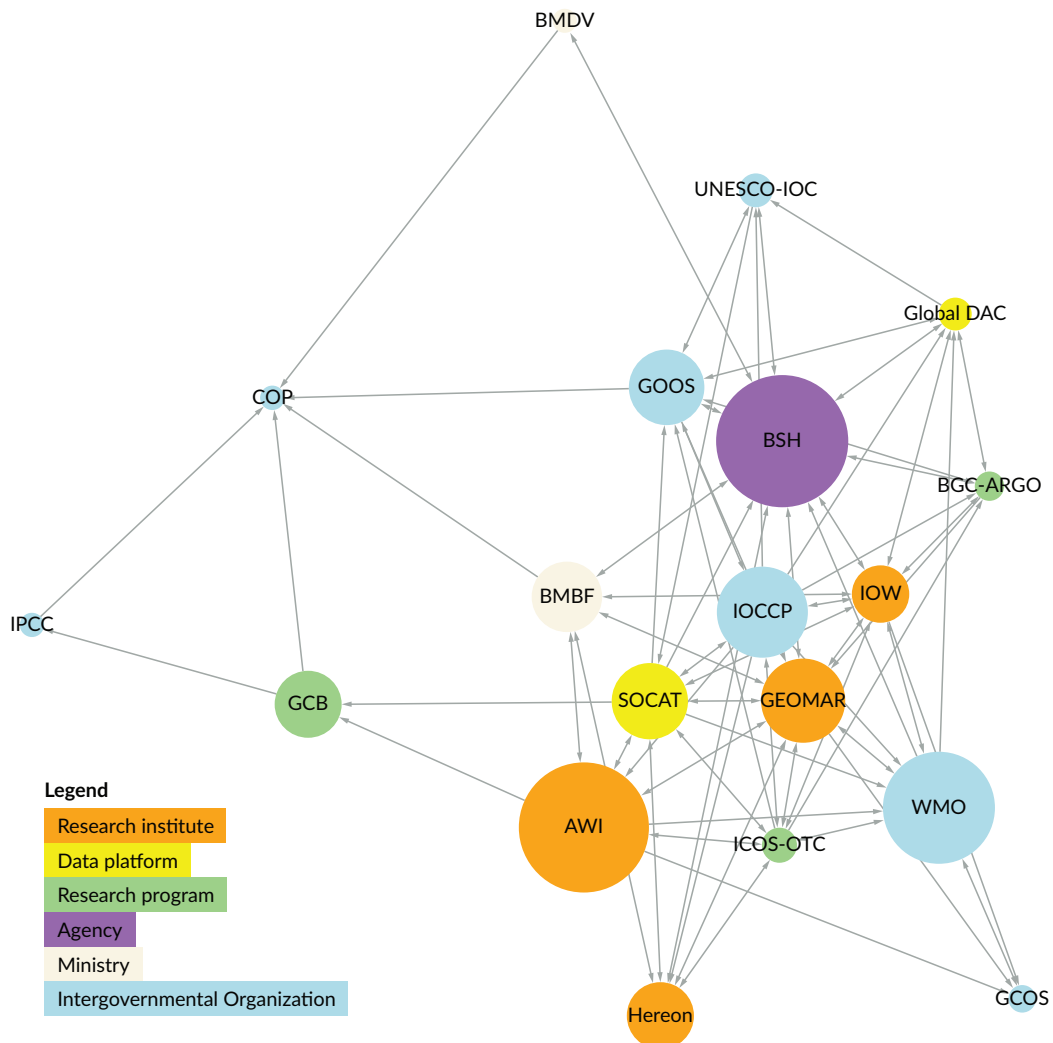 BMDV
UNESCO-IOC
Global DAC
GOOS
COP
BSH
BGC-ARGO
BMBF
IOW
IOCCP
IPCC
GCB
SOCAT
GEOMAR
Legend
Research institute
Data platform
Research program
Agency
Ministry
Intergovernmental Organization
AWI
WMO
ICOS-OTC
GCOS
Hereon